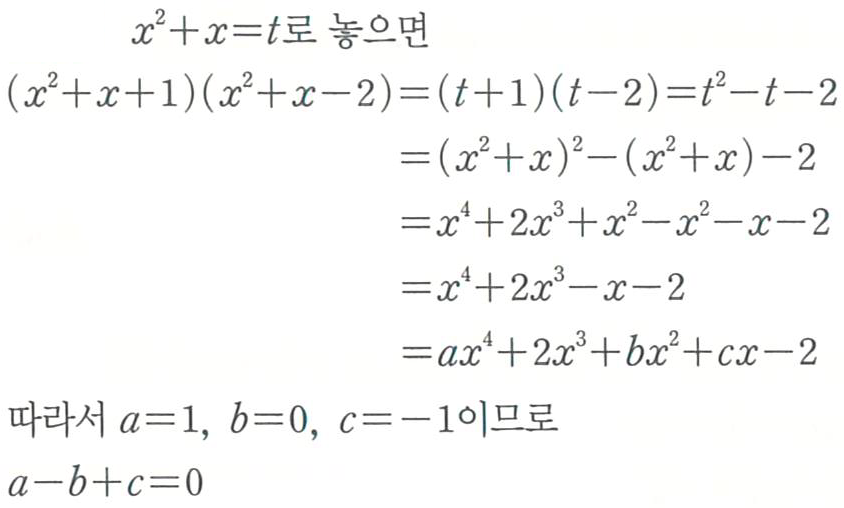 x²+x=t로 놓으면
(x²+x+1)(x²+x-2)=(t+1)(t-2)=t²-t-2
=(x²+x)²-(x²+x)-2
=x⁴+2x³+x²-x²-x-2
=x⁴+2x³-x-2
=ax⁴+2x³+bx²+cx-2
따라서 a=1, b=0, c=-1이므로
a-b+c=0